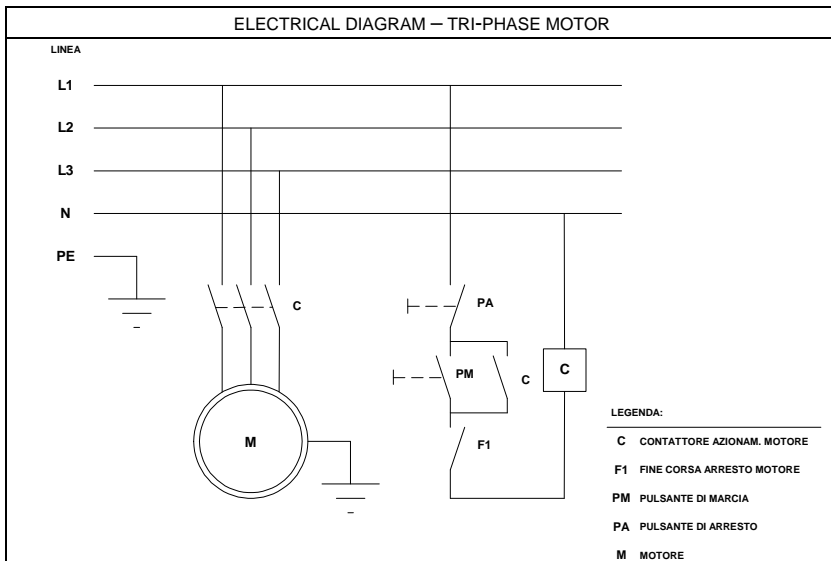 ELECTRICAL DIAGRAM – TRI-PHASE MOTOR
LINEA
L1
L2
L3
N
PE
C
PA
PM
C
C
M
F1
LEGENDA:
C CONTATTORE AZIONAM. MOTORE
F1 FINE CORSA ARRESTO MOTORE
PM PULSANTE DI MARCIA
PA PULSANTE DI ARRESTO
M MOTORE